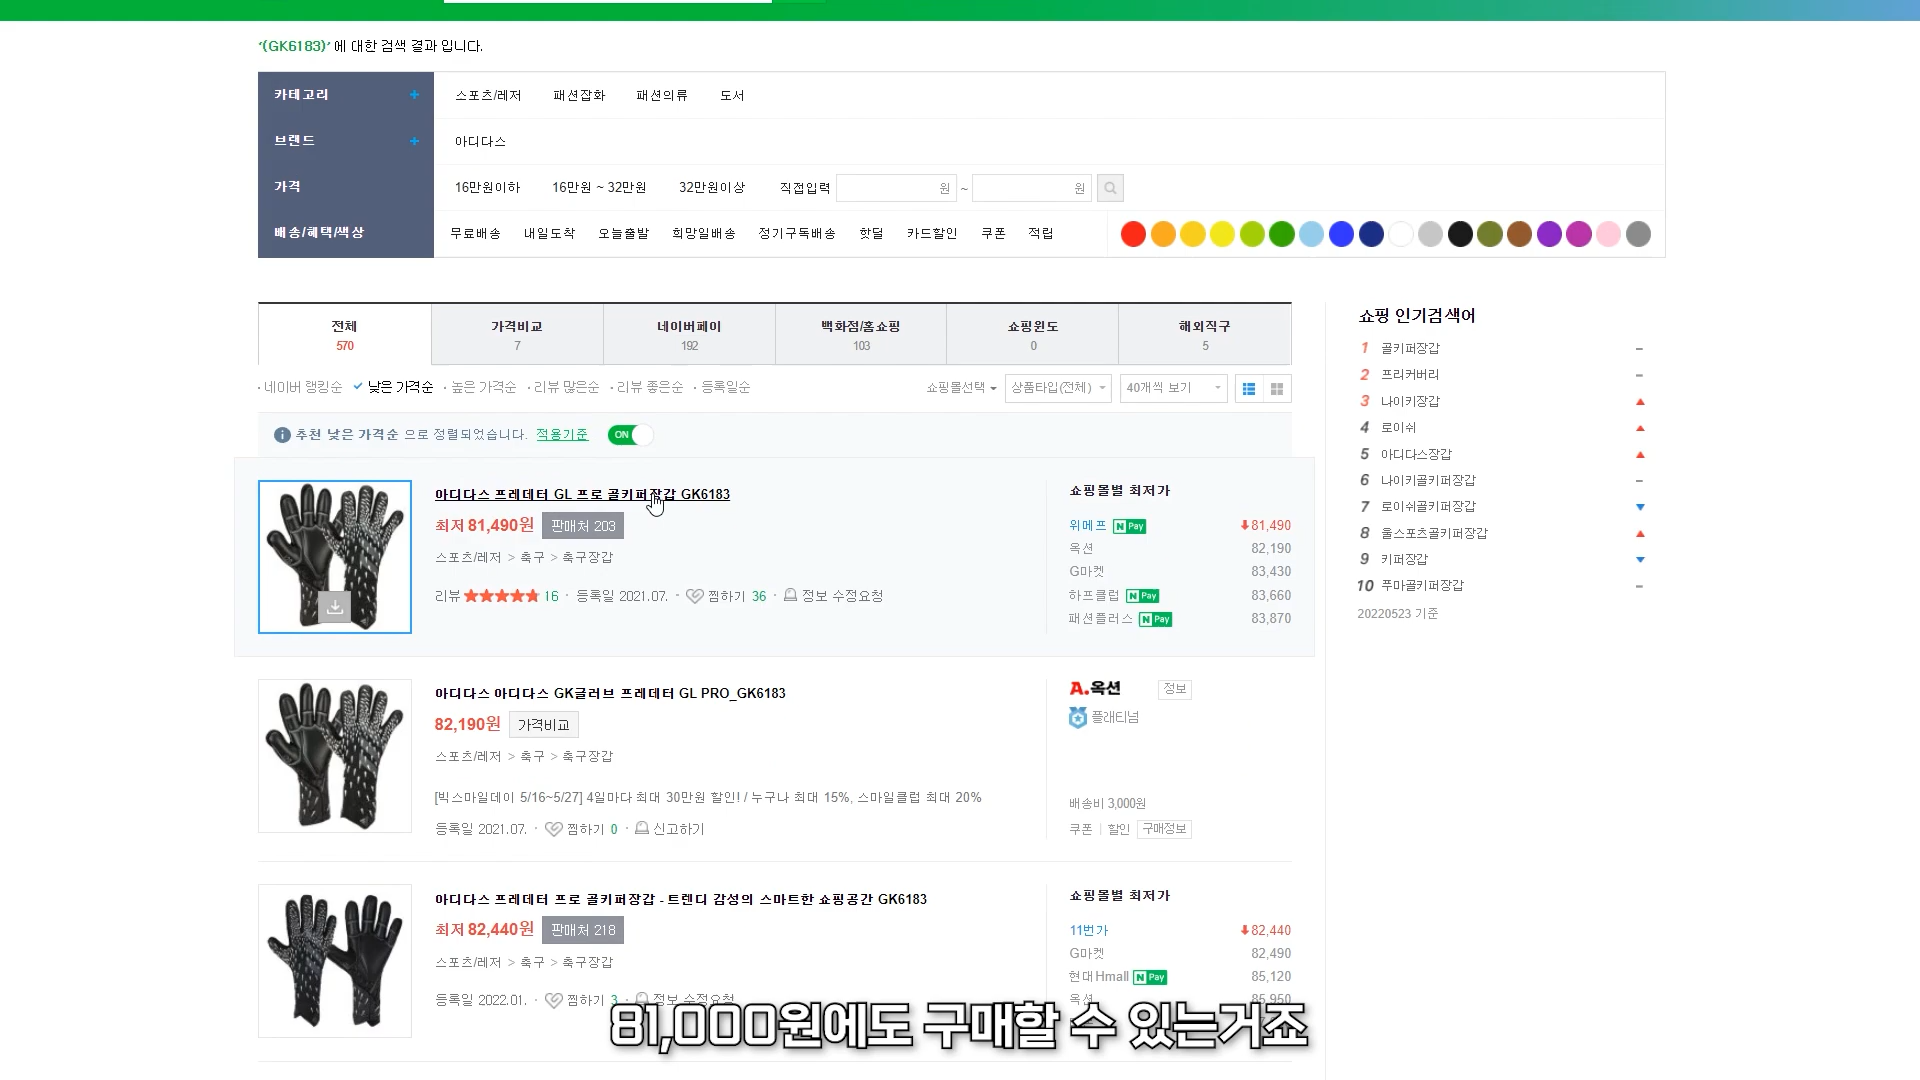 '(GK6183)' 에 대한 검색 결과 입니다.
카테고리 + 스포츠/레저 패션잡화 패션의류 도서
브랜드 + 아디다스
가격 16만원이하 16만원 ~ 32만원 32만원이상 직접입력 원 ~ 원
배송/혜택/색상 무료배송 내일도착 오늘출발 희망일배송 정기구독배송 핫딜 카드할인 쿠폰 적립
전체 가격비교 네이버페이 백화점/홈쇼핑 쇼핑윈도 해외직구
570 7 192 103 0 5
· 네이버 랭킹순 낮은 가격순 · 높은 가격순 · 리뷰 많은순 · 리뷰 좋은순 · 등록일순 쇼핑몰선택 상품타입(전체) 40개씩 보기
추천 낮은 가격순 으로 정렬되었습니다. 적용기준 ON
아디다스 프레데터 GL 프로 골키퍼장갑 GK6183
최저 81,490원 판매처 203
스포츠/레저 > 축구 > 축구장갑
리뷰 16 · 등록일 2021.07. · 찜하기 36 · 정보 수정요청
쇼핑몰별 최저가
위메프 N Pay 81,490
옥션 82,190
G마켓 83,430
하프클럽 N Pay 83,660
패션플러스 N Pay 83,870
아디다스 아디다스 GK글러브 프레데터 GL PRO_GK6183
82,190원 가격비교
스포츠/레저 > 축구 > 축구장갑
[빅스마일데이 5/16~5/27] 4일마다 최대 30만원 할인! / 누구나 최대 15%, 스마일클럽 최대 20%
등록일 2021.07. · 찜하기 0 · 신고하기
A.옥션 정보
플래티넘
배송비 3,000원
쿠폰 | 할인 구매정보
아디다스 프레데터 프로 골키퍼장갑 - 트렌디 감성의 스마트한 쇼핑공간 GK6183
최저 82,440원 판매처 218
스포츠/레저 > 축구 > 축구장갑
등록일 2022.01. · 찜하기 3 · 정보 수정요청
쇼핑몰별 최저가
11번가 82,440
G마켓 82,490
현대Hmall N Pay 85,120
옥션 85,950
쇼핑 인기검색어
1 골키퍼장갑
2 프리커버리
3 나이키장갑
4 로이쉬
5 아디다스장갑
6 나이키골키퍼장갑
7 로이쉬골키퍼장갑
8 울스포츠골키퍼장갑
9 키퍼장갑
10 푸마골키퍼장갑
20220523 기준
81,000원에도 구매할 수 있는거죠